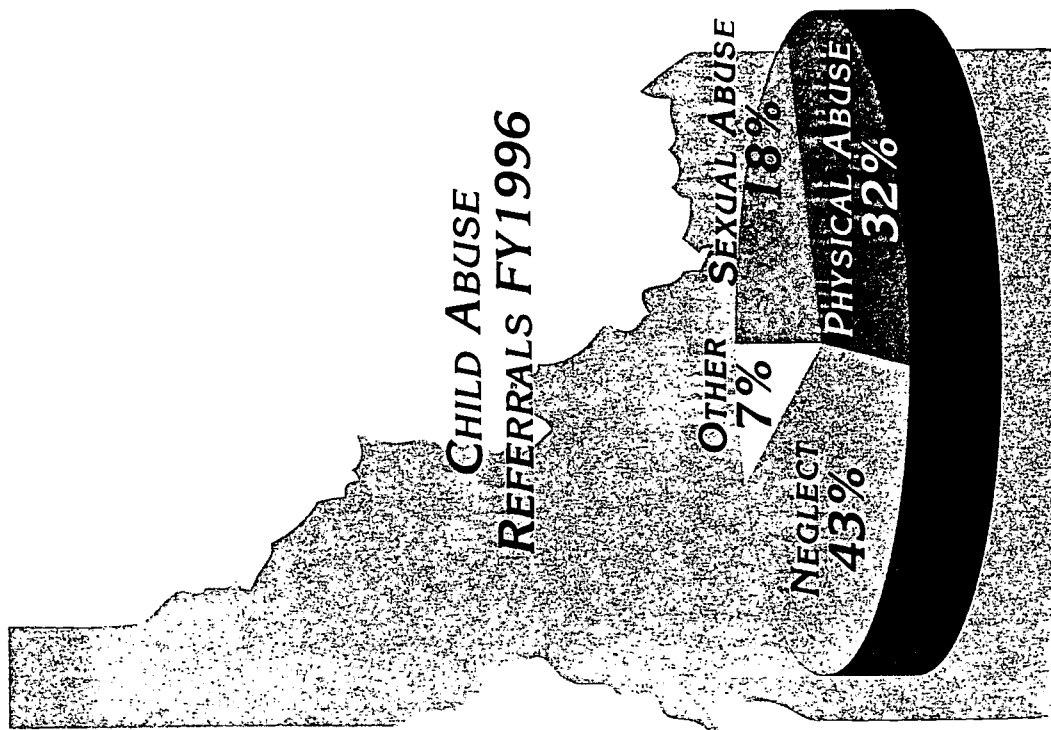 CHILD ABUSE
REFERRALS FY1996
OTHER
7%
SEXUAL ABUSE
18%
NEGLECT
43%
PHYSICAL ABUSE
32%